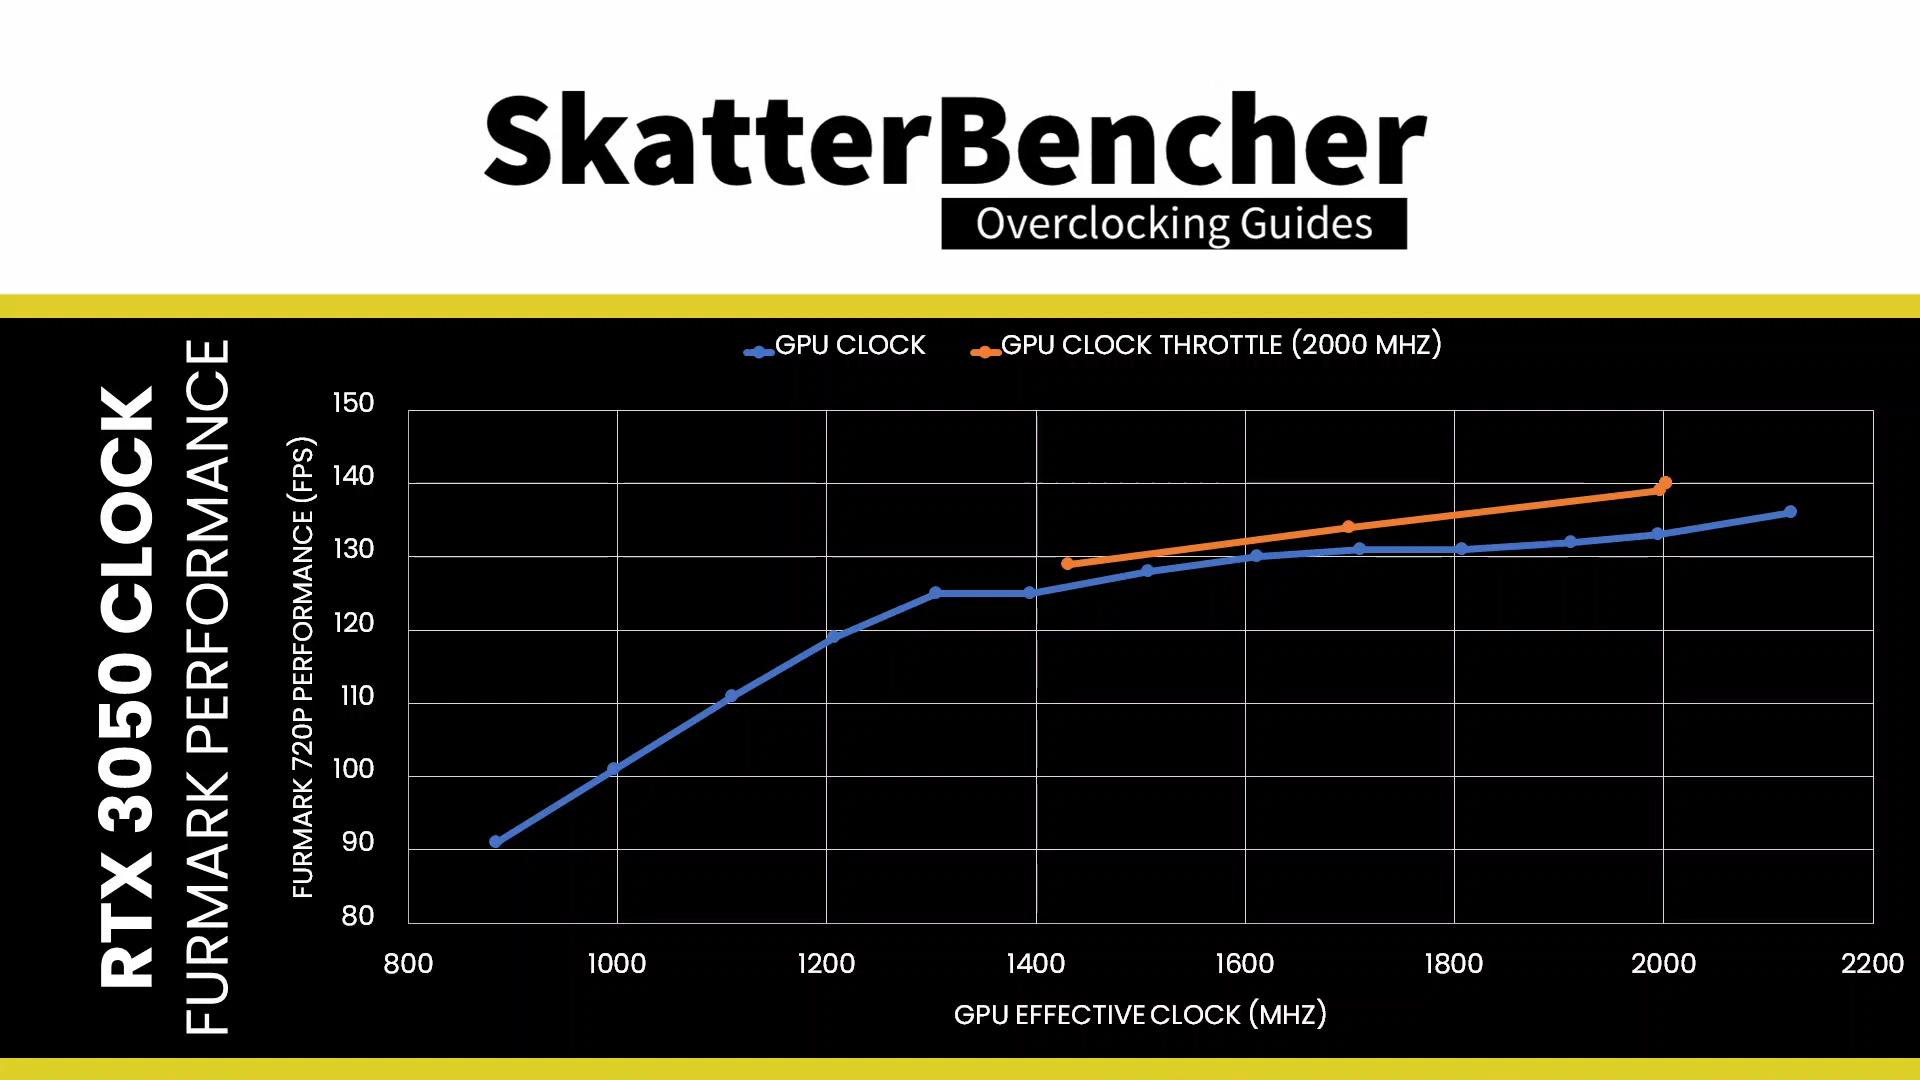 SkatterBencher
Overclocking Guides
RTX 3050 CLOCK
FURMARK PERFORMANCE
GPU CLOCK
GPU CLOCK THROTTLE (2000 MHZ)
FURMARK 720P PERFORMANCE (FPS)
150
140
130
120
110
100
90
80
800 1000 1200 1400 1600 1800 2000 2200
GPU EFFECTIVE CLOCK (MHZ)